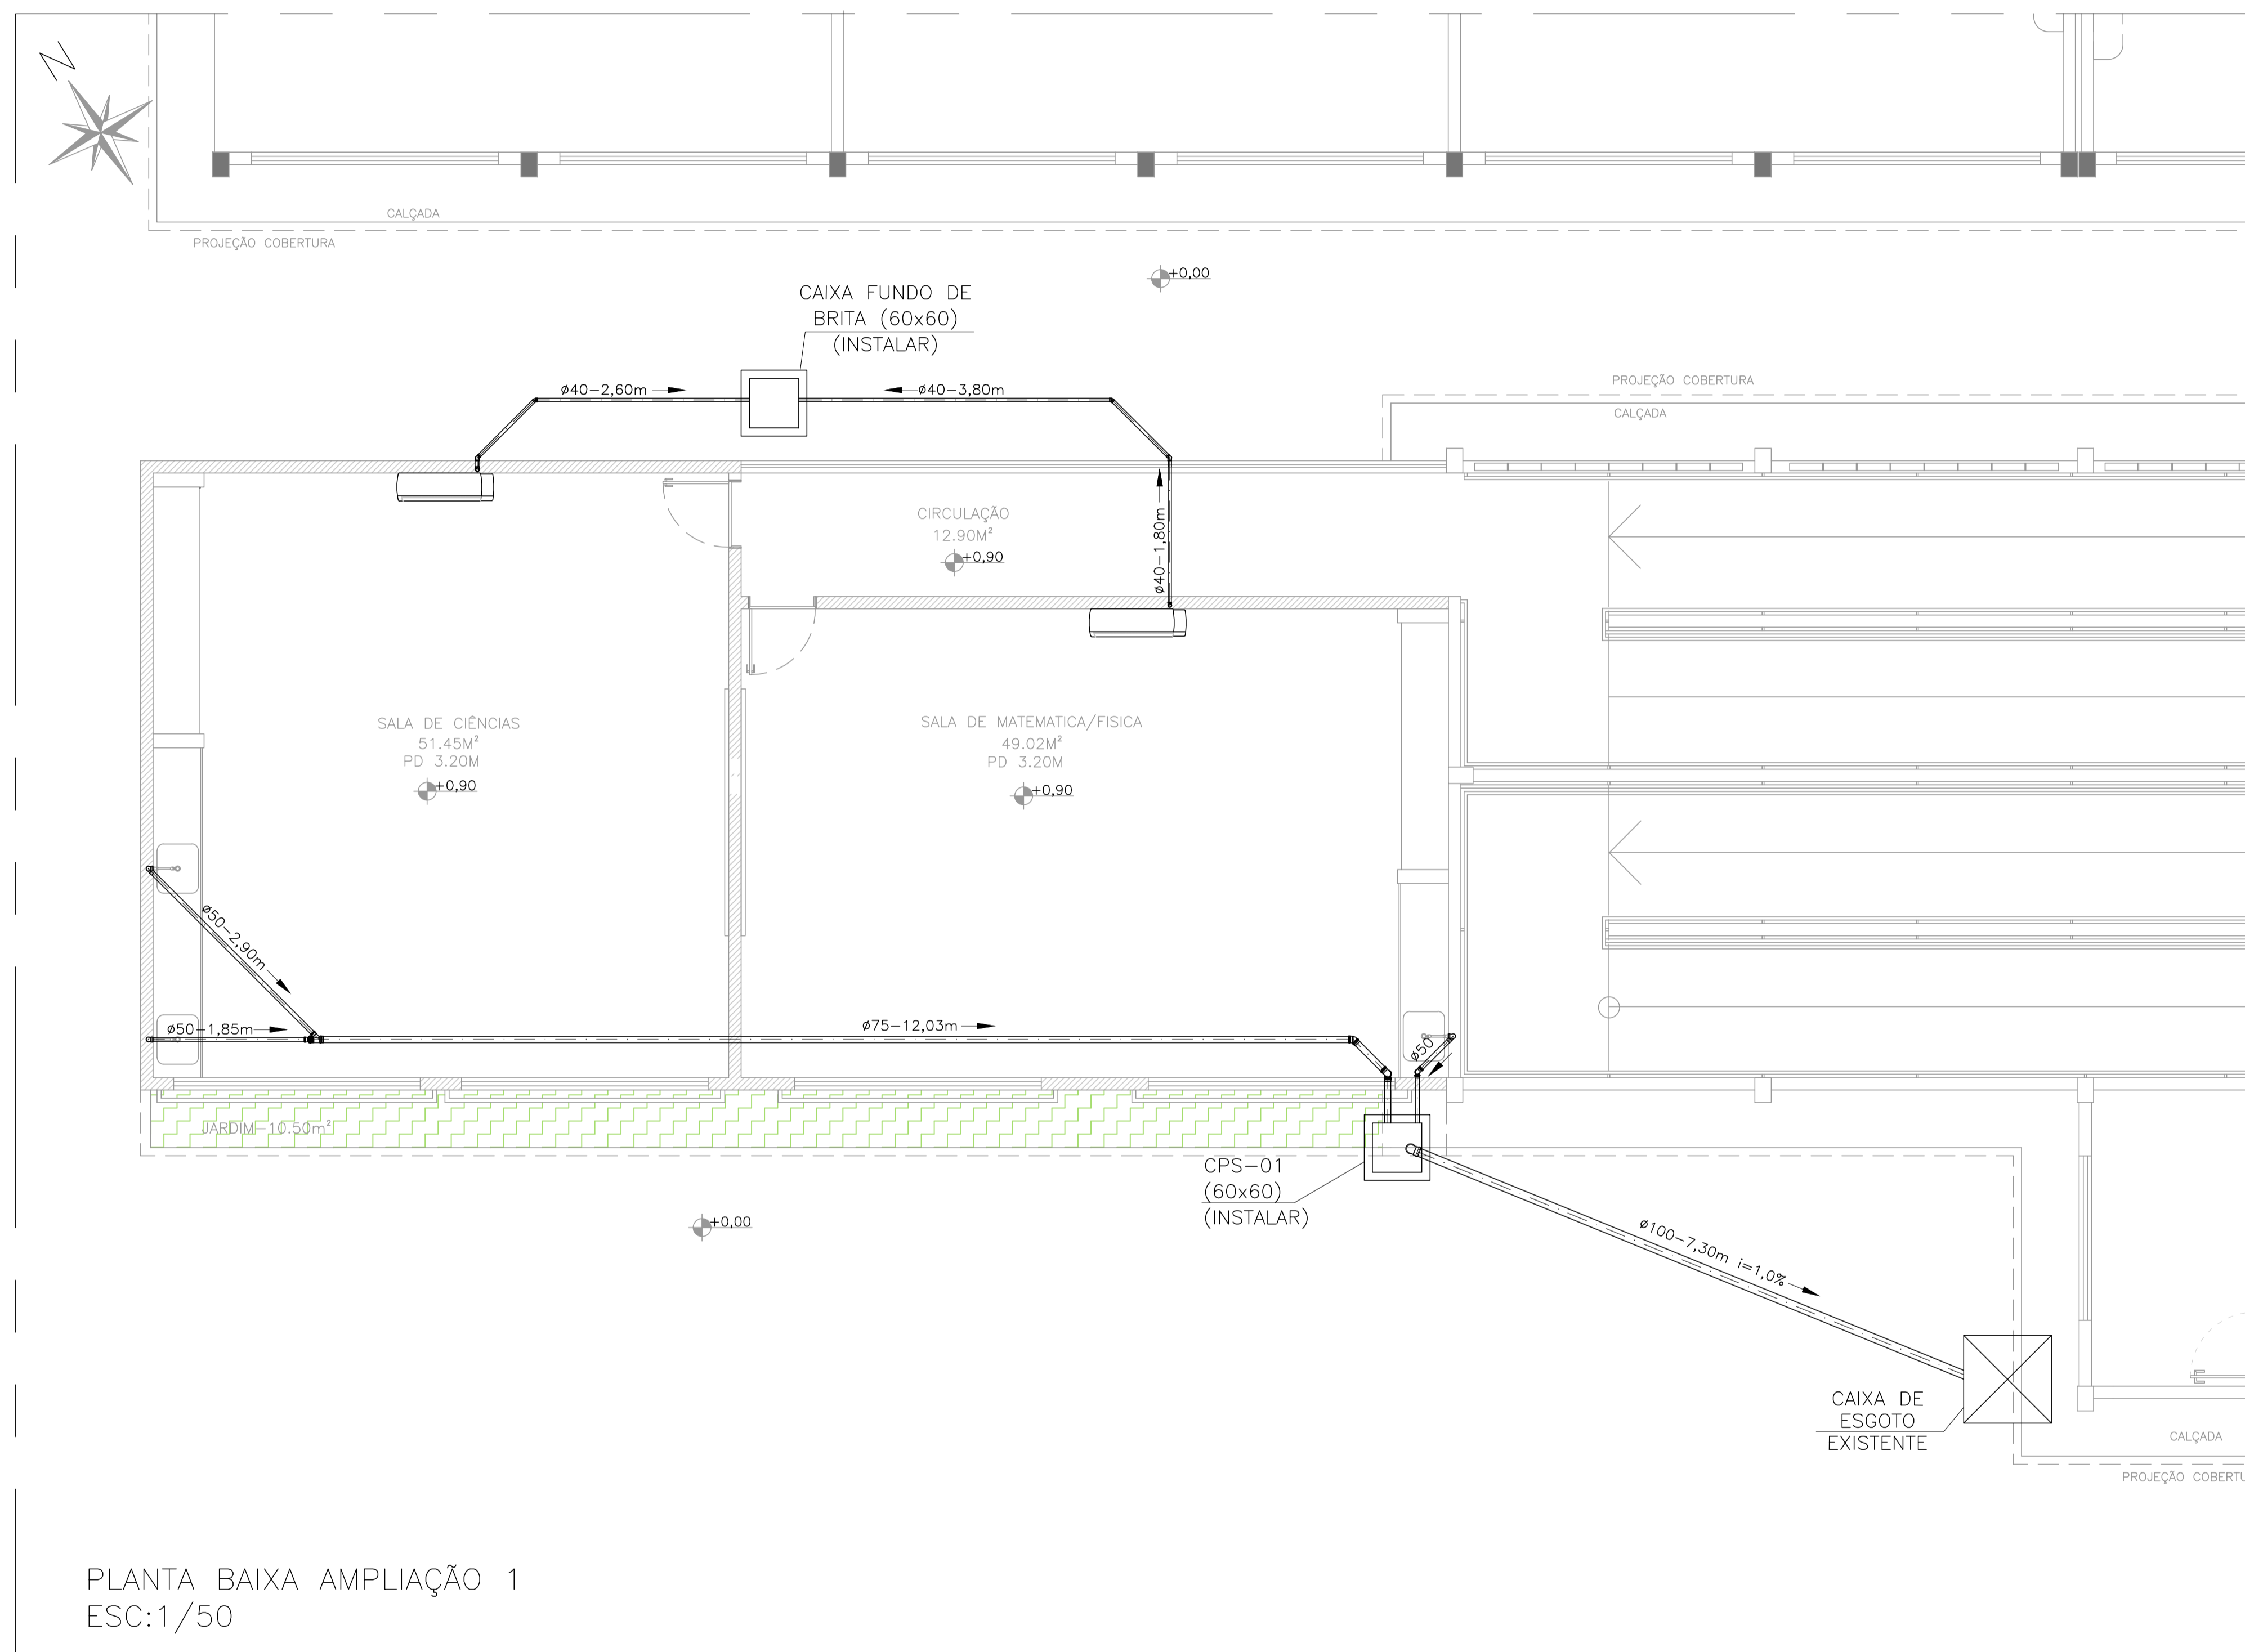 N
CALÇADA
PROJEÇÃO COBERTURA
+0,00
CAIXA FUNDO DE
BRITA (60x60)
(INSTALAR)
ø40-2,60m
ø40-3,80m
PROJEÇÃO COBERTURA
CALÇADA
CIRCULAÇÃO
12.90M²
+0,90
ø40-1,80m
SALA DE CIÊNCIAS
51.45M²
PD 3.20M
+0,90
SALA DE MATEMATICA/FISICA
49.02M²
PD 3.20M
+0,90
ø50-2,90m
ø50-1,85m
ø75-12,03m
ø50
JARDIM-10.50m²
CPS-01
(60x60)
(INSTALAR)
+0,00
ø100-7,30m i=1,0%
CAIXA DE
ESGOTO
EXISTENTE
CALÇADA
PROJEÇÃO COBERTU
PLANTA BAIXA AMPLIAÇÃO 1
ESC:1/50